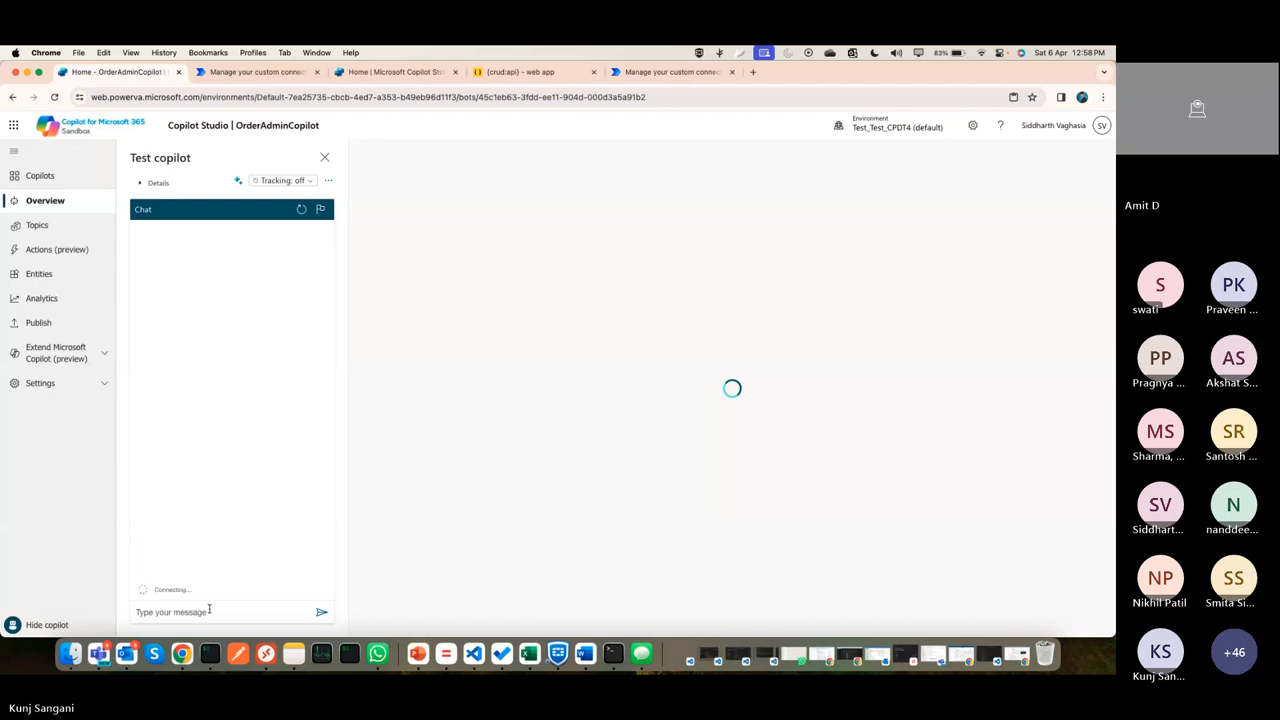 Chrome File Edit View History Bookmarks Profiles Tab Window Help
83% Sat 6 Apr 12:58 PM
Home - OrderAdminCopilot |
Manage your custom connec
Home | Microsoft Copilot Stu
{crud:api} - web app
Manage your custom connec
web.powerva.microsoft.com/environments/Default-7ea25735-cbcb-4ed7-a353-b49eb96d11f3/bots/45c1eb63-3fdd-ee11-904d-000d3a5a91b2
Copilot for Microsoft 365
Sandbox
Copilot Studio | OrderAdminCopilot
Environment
Test_Test_CPDT4 (default)
?
Siddharth Vaghasia
SV
Copilots
Overview
Topics
Actions (preview)
Entities
Analytics
Publish
Extend Microsoft
Copilot (preview)
Settings
Hide copilot
Test copilot
Details
Tracking: off
Chat
Connecting...
Type your message
Amit D
S
swati
PK
Praveen ...
PP
Pragnya ...
AS
Akshat S...
MS
Sharma, ...
SR
Santosh ...
SV
Siddhart...
N
nanddee...
NP
Nikhil Patil
SS
Smita Si...
KS
Kunj San...
+46
Kunj Sangani